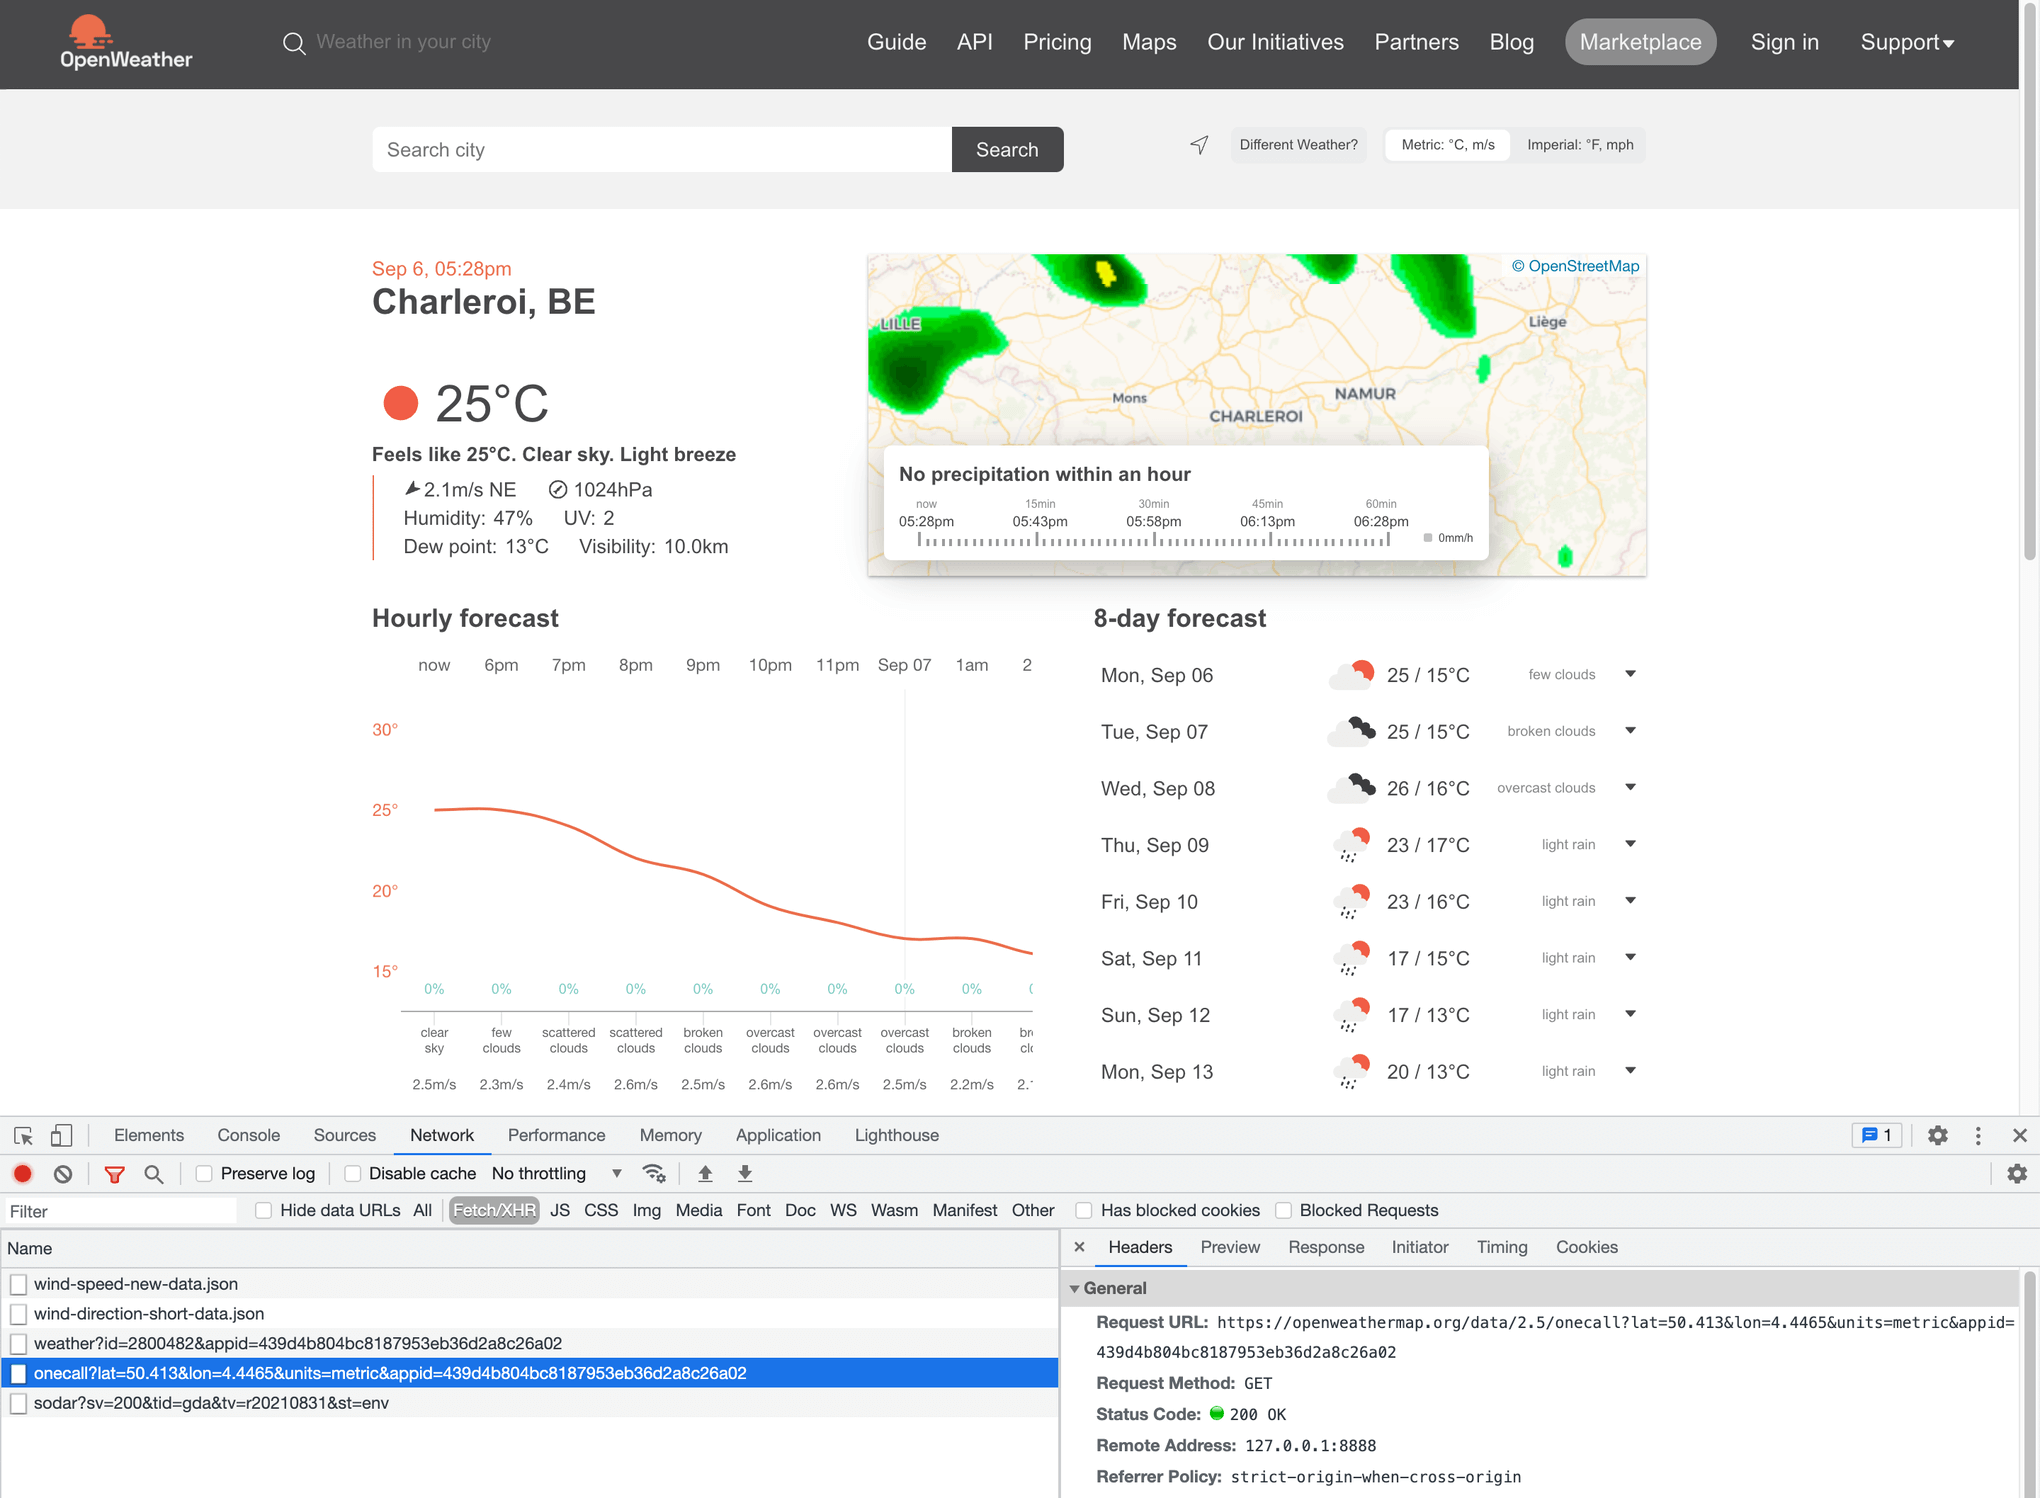 OpenWeather
Weather in your city
Guide API Pricing Maps Our Initiatives Partners Blog Marketplace Sign in Support
Search city
Search
Different Weather?
Metric: °C, m/s
Imperial: °F, mph
Sep 6, 05:28pm
Charleroi, BE
25°C
Feels like 25°C. Clear sky. Light breeze
2.1m/s NE 1024hPa
Humidity: 47% UV: 2
Dew point: 13°C Visibility: 10.0km
© OpenStreetMap
LILLE
Liège
Mons
NAMUR
CHARLEROI
No precipitation within an hour
now 15min 30min 45min 60min
05:28pm 05:43pm 05:58pm 06:13pm 06:28pm
0mm/h
Hourly forecast
now 6pm 7pm 8pm 9pm 10pm 11pm Sep 07 1am 2
30°
25°
20°
15°
0% 0% 0% 0% 0% 0% 0% 0% 0%
clear few scattered scattered broken overcast overcast overcast broken
sky clouds clouds clouds clouds clouds clouds clouds clouds
2.5m/s 2.3m/s 2.4m/s 2.6m/s 2.5m/s 2.6m/s 2.6m/s 2.5m/s 2.2m/s
8-day forecast
Mon, Sep 06 25 / 15°C few clouds
Tue, Sep 07 25 / 15°C broken clouds
Wed, Sep 08 26 / 16°C overcast clouds
Thu, Sep 09 23 / 17°C light rain
Fri, Sep 10 23 / 16°C light rain
Sat, Sep 11 17 / 15°C light rain
Sun, Sep 12 17 / 13°C light rain
Mon, Sep 13 20 / 13°C light rain
Elements Console Sources Network Performance Memory Application Lighthouse 1
Preserve log Disable cache No throttling
Filter Hide data URLs All Fetch/XHR JS CSS Img Media Font Doc WS Wasm Manifest Other Has blocked cookies Blocked Requests
Name
wind-speed-new-data.json
wind-direction-short-data.json
weather?id=2800482&appid=439d4b804bc8187953eb36d2a8c26a02
onecall?lat=50.413&lon=4.4465&units=metric&appid=439d4b804bc8187953eb36d2a8c26a02
sodar?sv=200&tid=gda&tv=r20210831&st=env
Headers Preview Response Initiator Timing Cookies
General
Request URL: https://openweathermap.org/data/2.5/onecall?lat=50.413&lon=4.4465&units=metric&appid=
439d4b804bc8187953eb36d2a8c26a02
Request Method: GET
Status Code: 200 OK
Remote Address: 127.0.0.1:8888
Referrer Policy: strict-origin-when-cross-origin